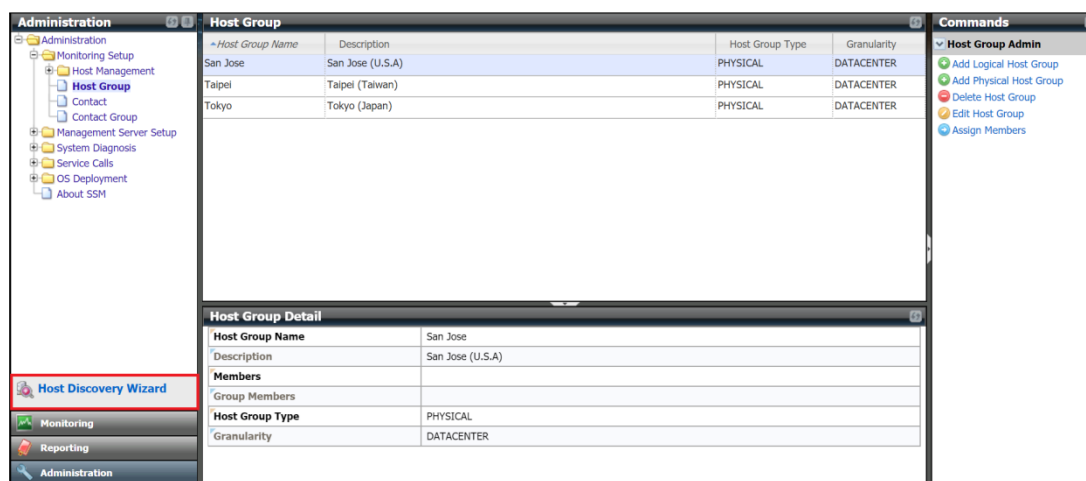 Administration
Administration
Monitoring Setup
Host Management
Host Group
Contact
Contact Group
Management Server Setup
System Diagnosis
Service Calls
OS Deployment
About SSM
Host Discovery Wizard
Monitoring
Reporting
Administration
Host Group
Host Group Name Description Host Group Type Granularity
San Jose San Jose (U.S.A) PHYSICAL DATACENTER
Taipei Taipei (Taiwan) PHYSICAL DATACENTER
Tokyo Tokyo (Japan) PHYSICAL DATACENTER
Host Group Detail
Host Group Name San Jose
Description San Jose (U.S.A)
Members
Group Members
Host Group Type PHYSICAL
Granularity DATACENTER
Commands
Host Group Admin
Add Logical Host Group
Add Physical Host Group
Delete Host Group
Edit Host Group
Assign Members